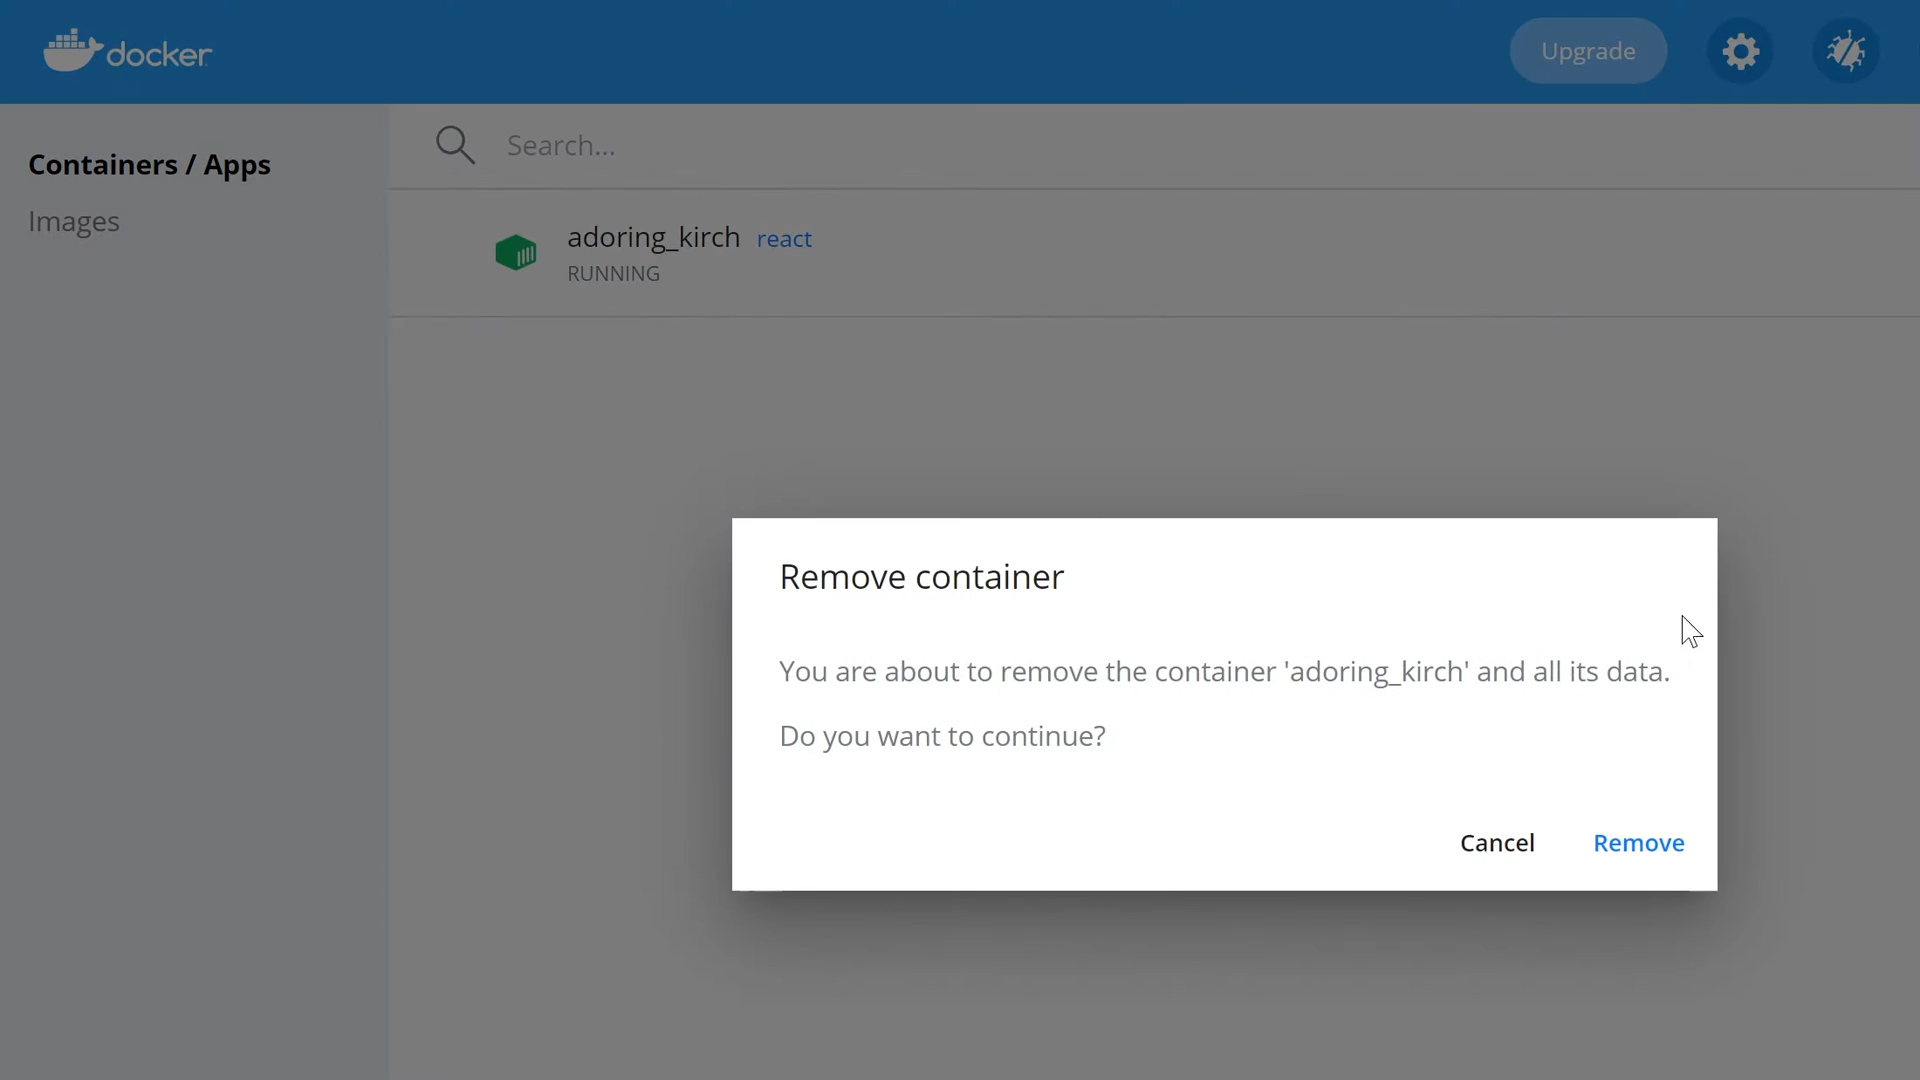 docker
Upgrade
Containers / Apps
Images
Search...
adoring_kirch react
RUNNING
Remove container
You are about to remove the container 'adoring_kirch' and all its data.
Do you want to continue?
Cancel Remove